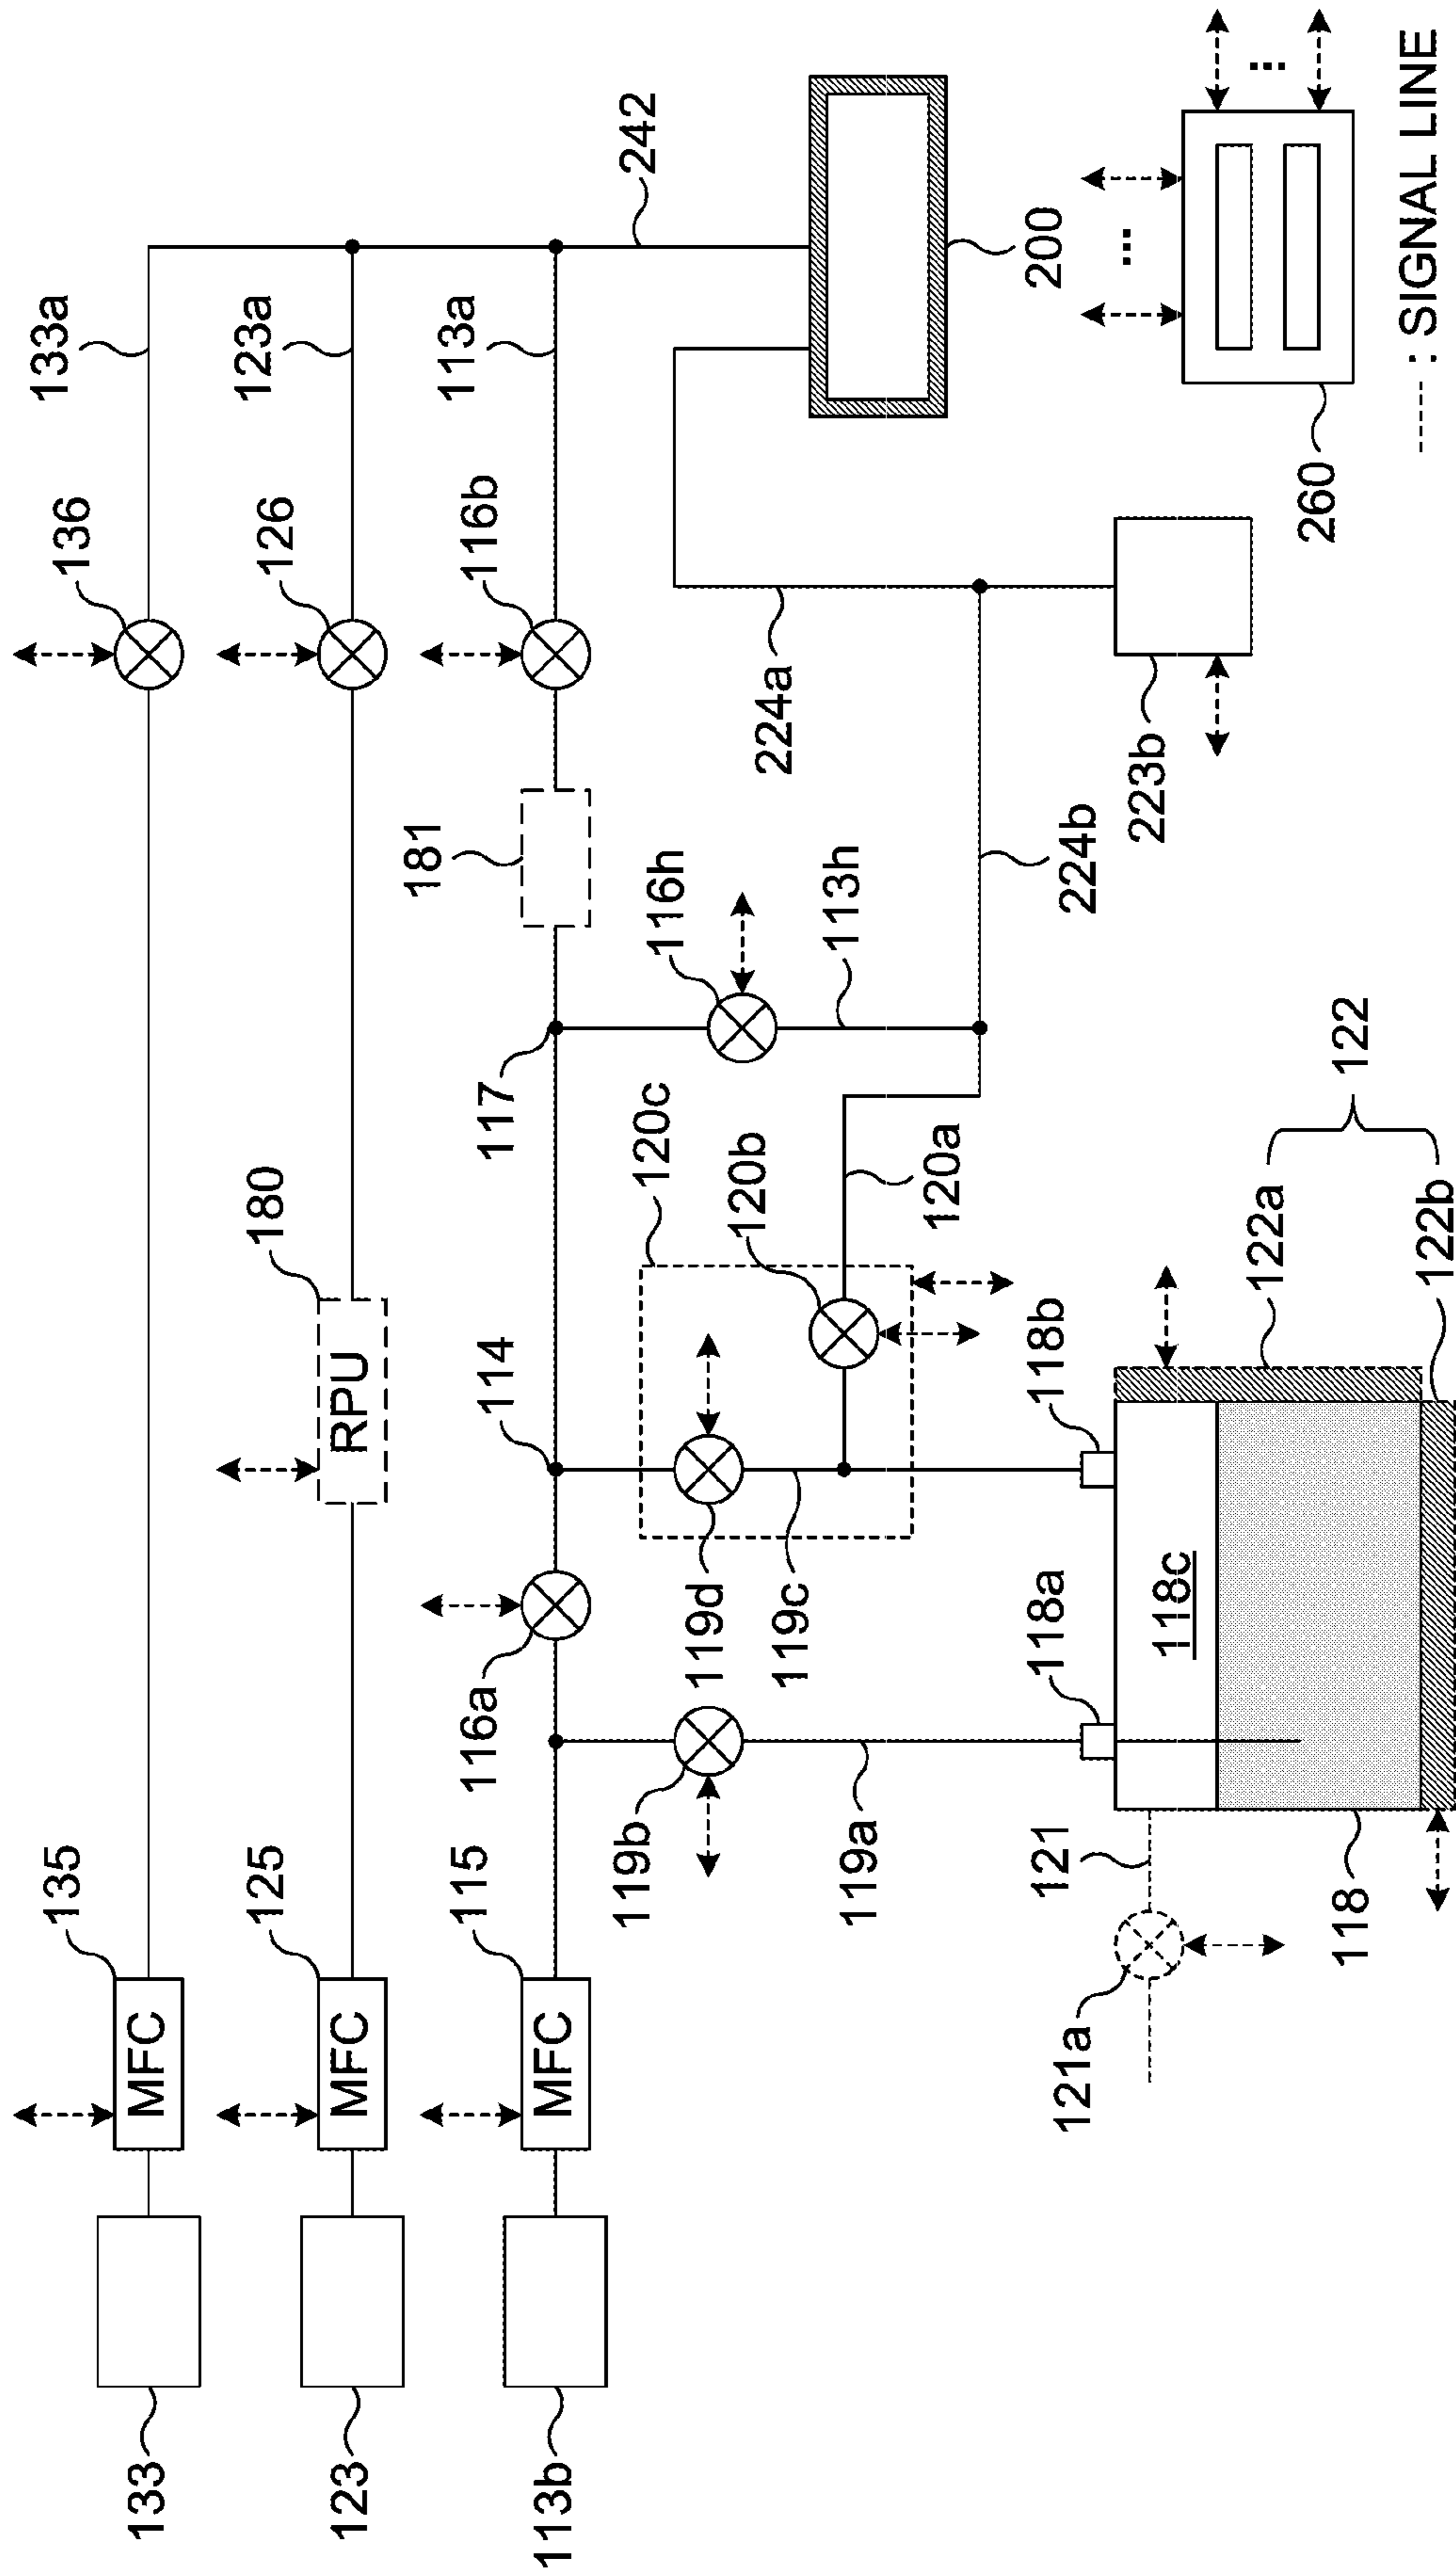 133
MFC
135
136
133a
123
MFC
125
RPU
180
126
123a
113b
MFC
115
116a
114
117
181
116b
113a
242
119b
119d
120c
116h
224a
119a
119c
120b
120a
113h
224b
200
118a
118b
121
121a
118c
223b
118
122a
122b
122
260
: SIGNAL LINE